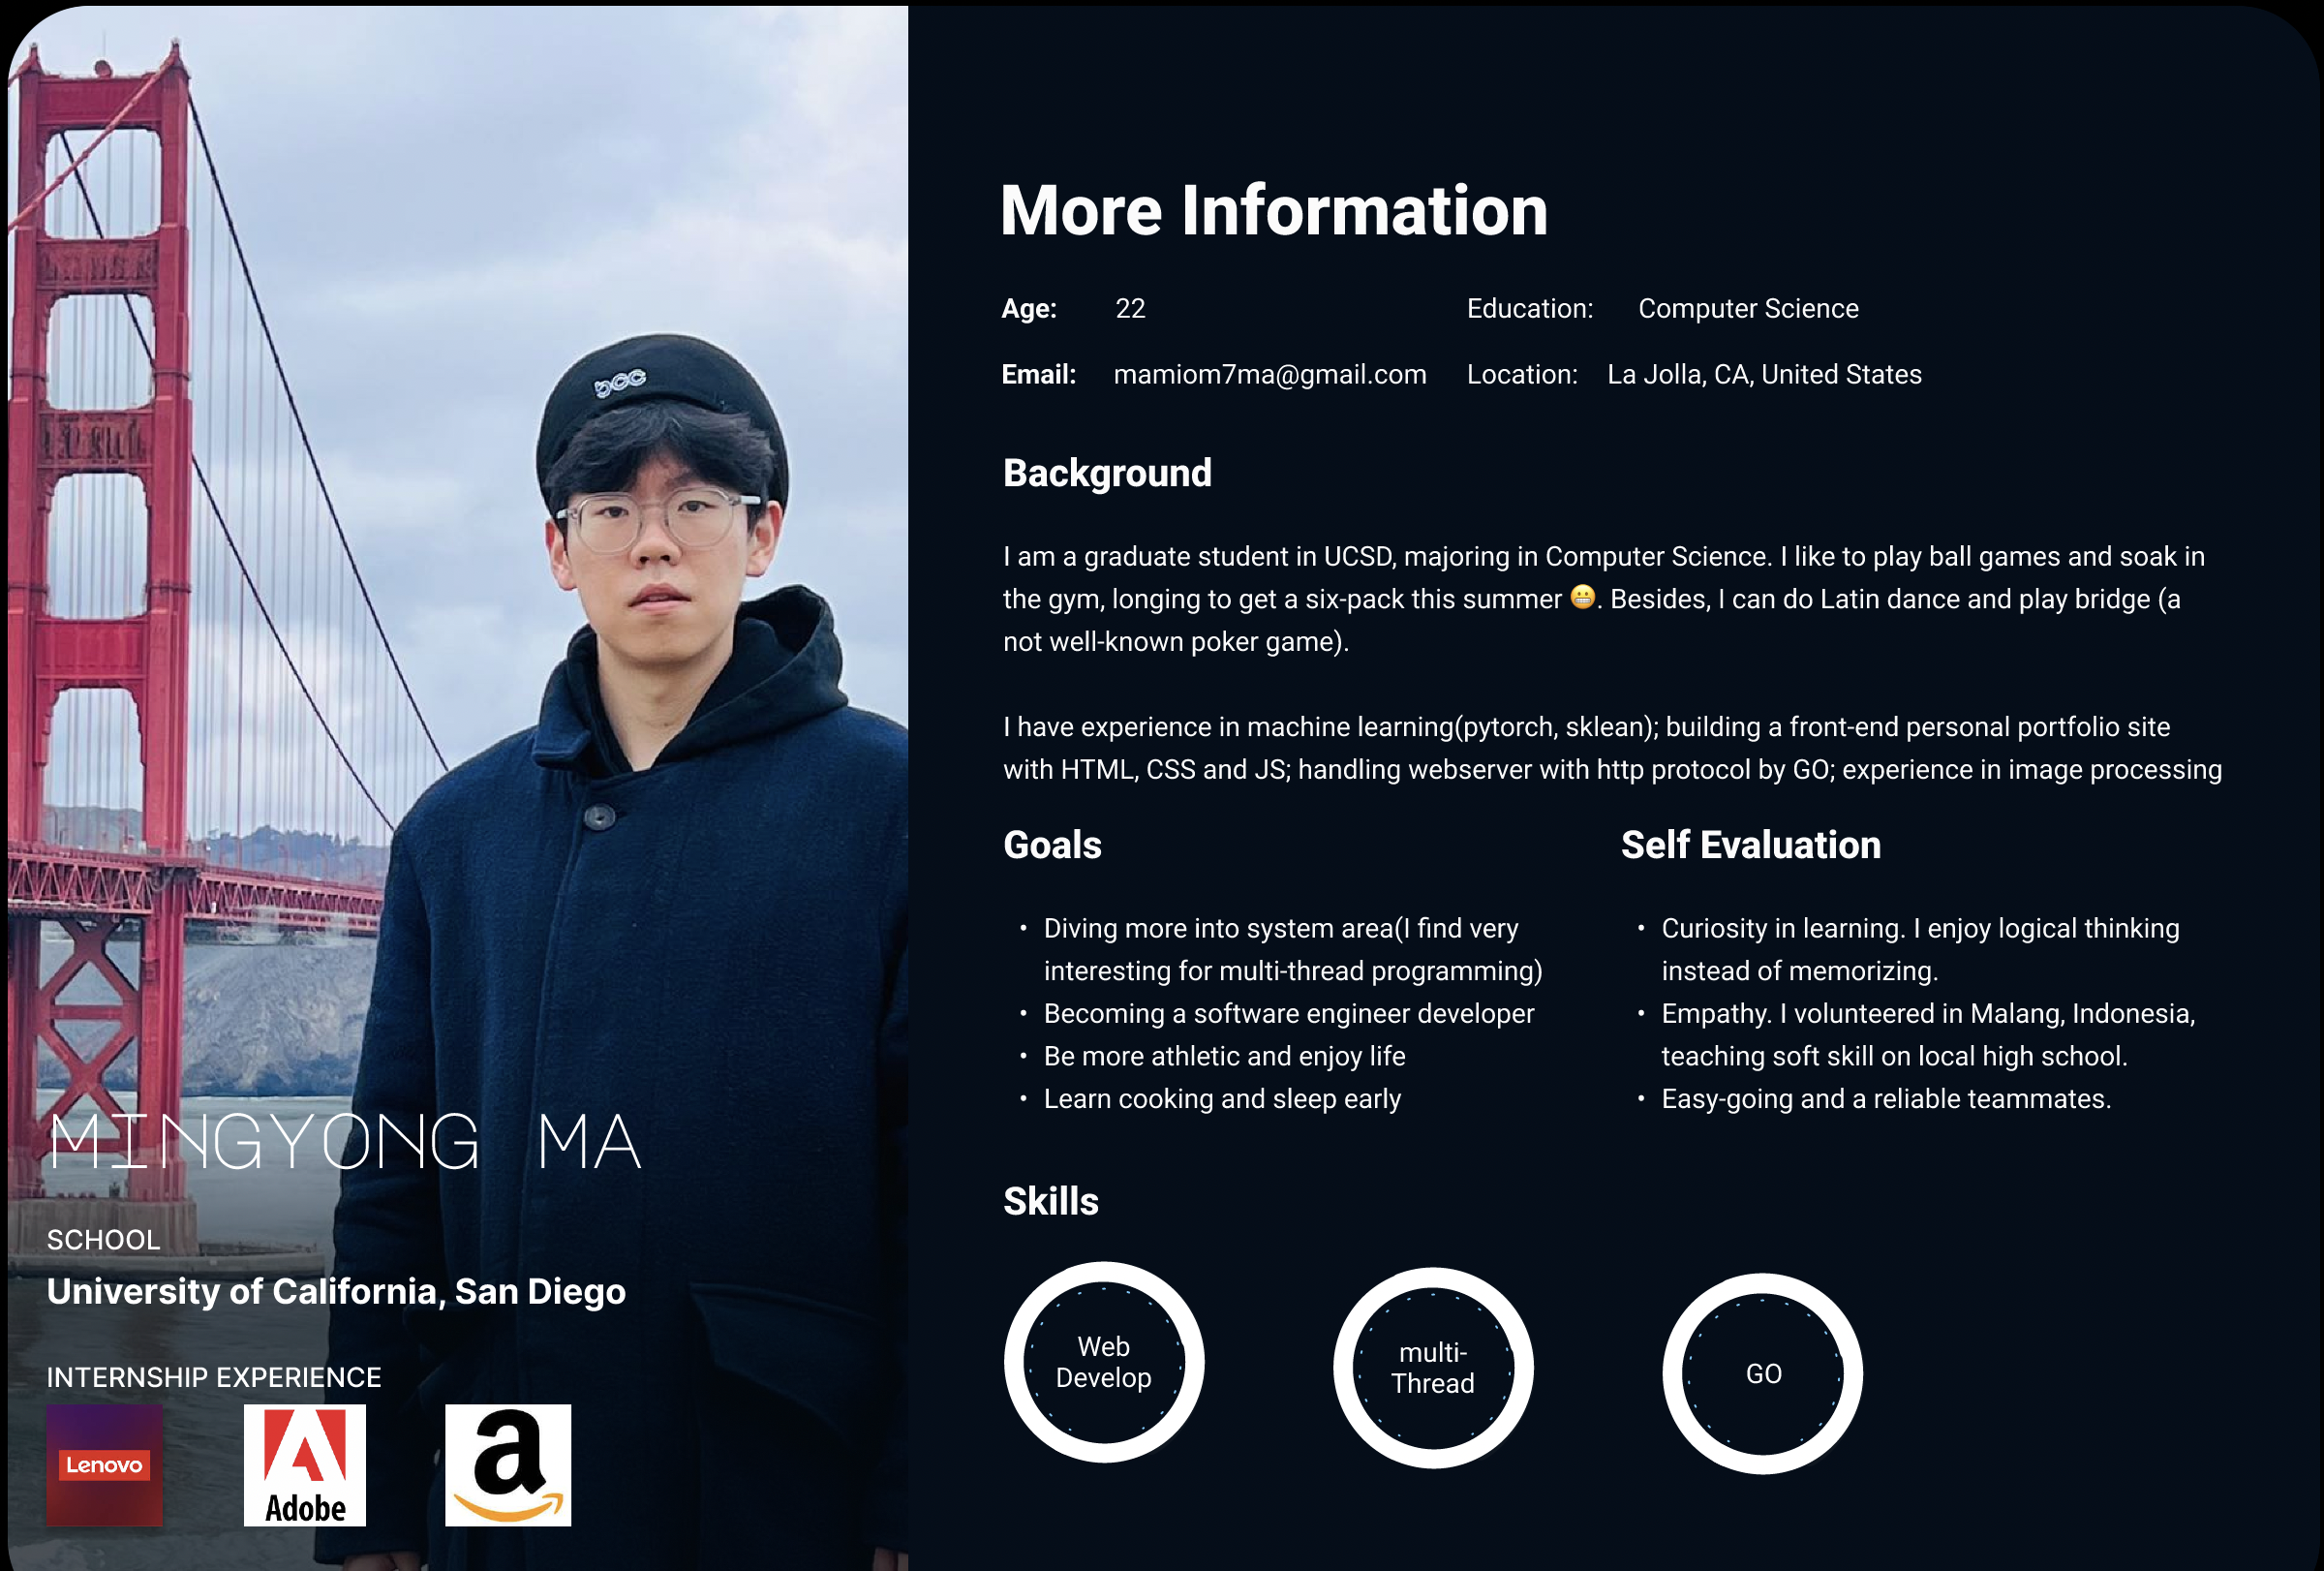 bcc
MINGYONG MA
SCHOOL
University of California, San Diego
INTERNSHIP EXPERIENCE
Lenovo
Adobe
a
More Information
Age: 22 Education: Computer Science
Email: mamiom7ma@gmail.com Location: La Jolla, CA, United States
Background
I am a graduate student in UCSD, majoring in Computer Science. I like to play ball games and soak in
the gym, longing to get a six-pack this summer 😬. Besides, I can do Latin dance and play bridge (a
not well-known poker game).
I have experience in machine learning(pytorch, sklean); building a front-end personal portfolio site
with HTML, CSS and JS; handling webserver with http protocol by GO; experience in image processing
Goals
• Diving more into system area(I find very
interesting for multi-thread programming)
• Becoming a software engineer developer
• Be more athletic and enjoy life
• Learn cooking and sleep early
Self Evaluation
• Curiosity in learning. I enjoy logical thinking
instead of memorizing.
• Empathy. I volunteered in Malang, Indonesia,
teaching soft skill on local high school.
• Easy-going and a reliable teammates.
Skills
Web
Develop
multi-
Thread
GO